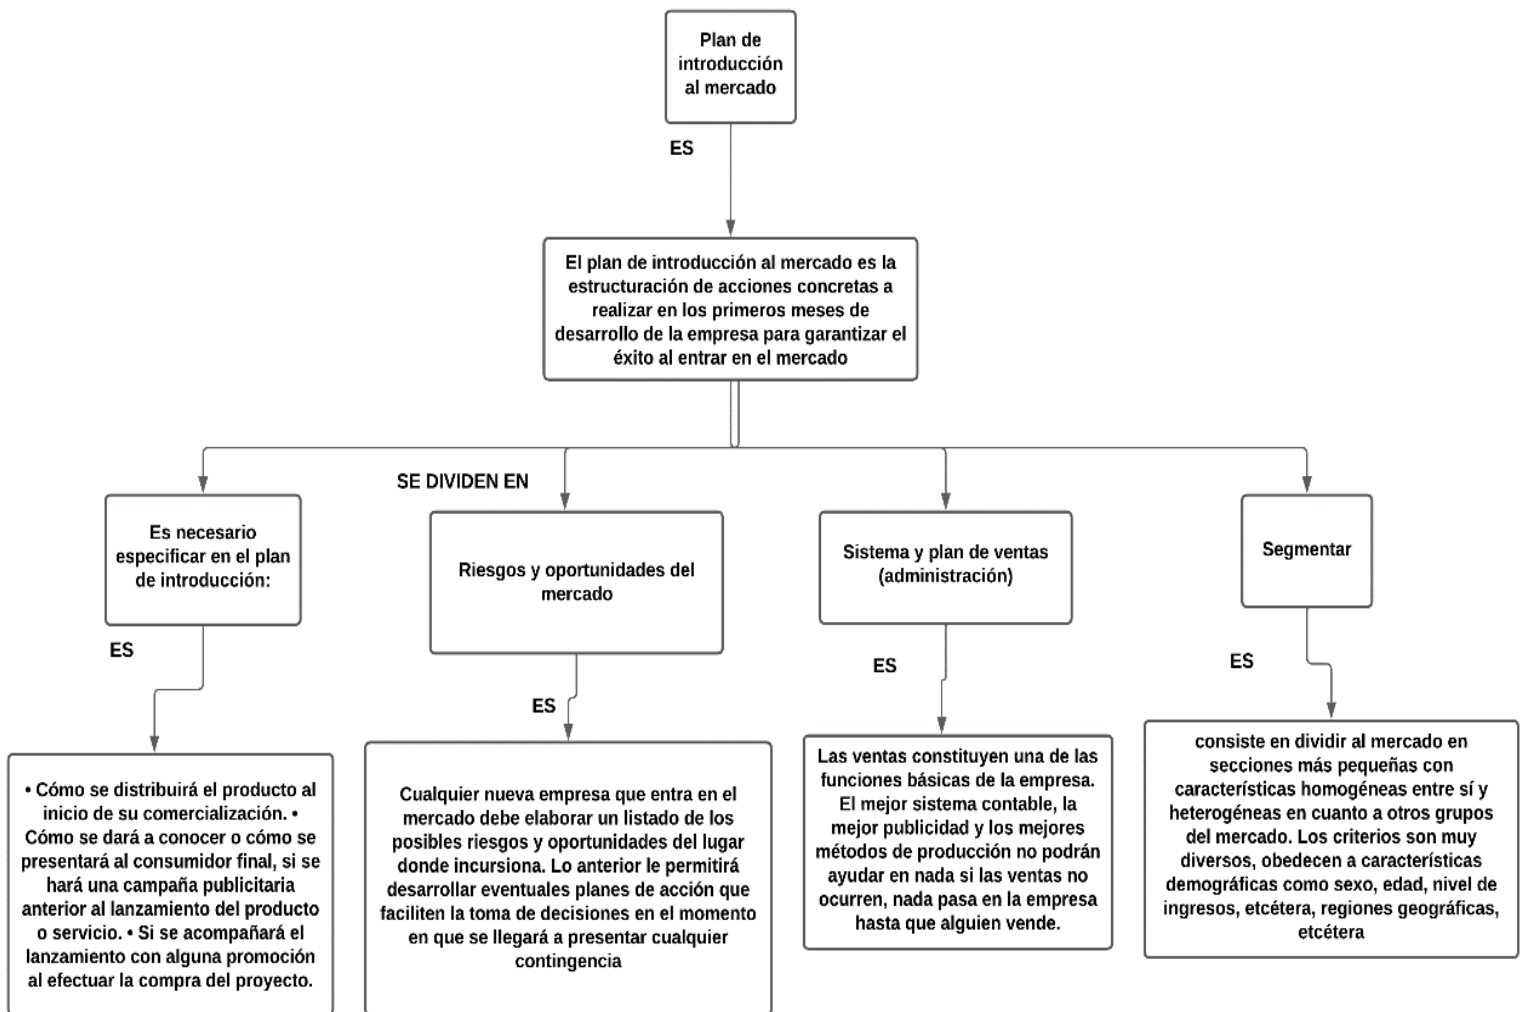 Plan de
introducción
al mercado
ES
El plan de introducción al mercado es la
estructuración de acciones concretas a
realizar en los primeros meses de
desarrollo de la empresa para garantizar el
éxito al entrar en el mercado
SE DIVIDEN EN
Es necesario
especificar en el plan
de introducción:
ES
• Cómo se distribuirá el producto al
inicio de su comercialización. •
Cómo se dará a conocer o cómo se
presentará al consumidor final, si se
hará una campaña publicitaria
anterior al lanzamiento del producto
o servicio. • Si se acompañará el
lanzamiento con alguna promoción
al efectuar la compra del proyecto.
Riesgos y oportunidades del
mercado
ES
Cualquier nueva empresa que entra en el
mercado debe elaborar un listado de los
posibles riesgos y oportunidades del lugar
donde incursiona. Lo anterior le permitirá
desarrollar eventuales planes de acción que
faciliten la toma de decisiones en el momento
en que se llegará a presentar cualquier
contingencia
Sistema y plan de ventas
(administración)
ES
Las ventas constituyen una de las
funciones básicas de la empresa.
El mejor sistema contable, la
mejor publicidad y los mejores
métodos de producción no podrán
ayudar en nada si las ventas no
ocurren, nada pasa en la empresa
hasta que alguien vende.
Segmentar
ES
consiste en dividir al mercado en
secciones más pequeñas con
características homogéneas entre sí y
heterogéneas en cuanto a otros grupos
del mercado. Los criterios son muy
diversos, obedecen a características
demográficas como sexo, edad, nivel de
ingresos, etcétera, regiones geográficas,
etcétera